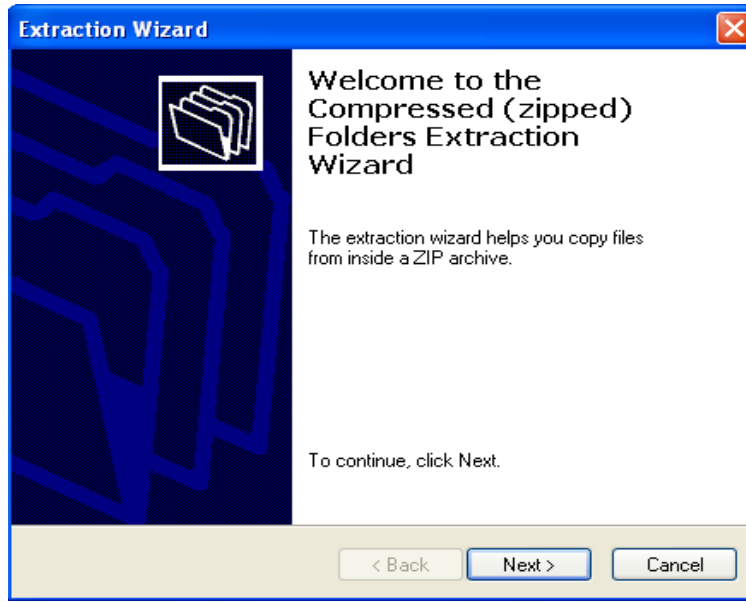 Extraction Wizard
Welcome to the
Compressed (zipped)
Folders Extraction
Wizard
The extraction wizard helps you copy files
from inside a ZIP archive.
To continue, click Next.
< Back Next > Cancel